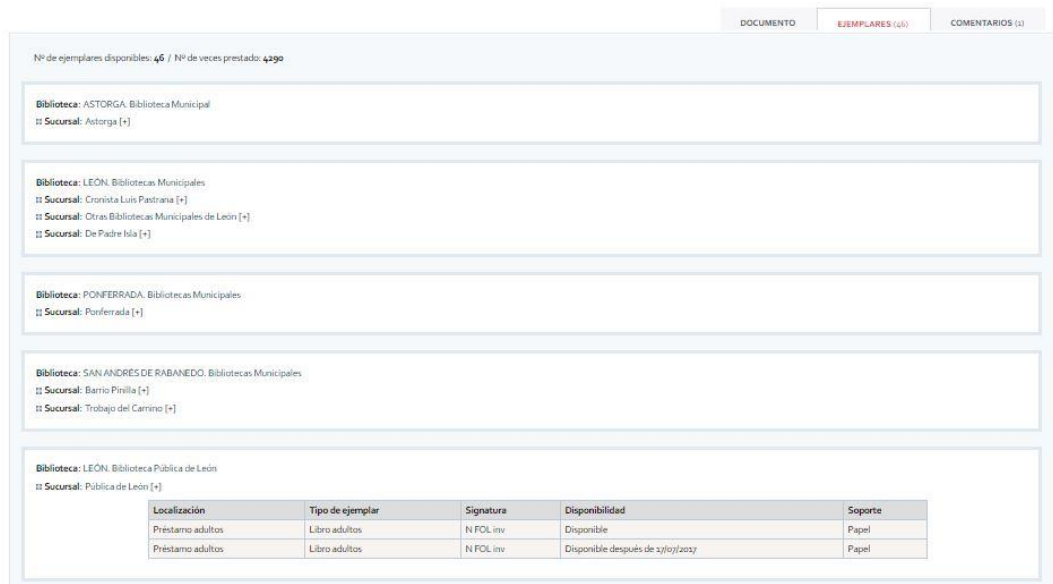 DOCUMENTO EJEMPLARES (46) COMENTARIOS (1)
Nº de ejemplares disponibles: 46 / Nº de veces prestado: 4290
Biblioteca: ASTORGA. Biblioteca Municipal
Sucursal: Astorga [+]
Biblioteca: LEÓN. Bibliotecas Municipales
Sucursal: Cronista Luis Pastrana [+]
Sucursal: Otras Bibliotecas Municipales de León [+]
Sucursal: De Padre Isla [+]
Biblioteca: PONFERRADA. Bibliotecas Municipales
Sucursal: Ponferrada [+]
Biblioteca: SAN ANDRÉS DE RABANEDO. Bibliotecas Municipales
Sucursal: Barrio Pinilla [+]
Sucursal: Trobajo del Camino [+]
Biblioteca: LEÓN. Biblioteca Pública de León
Sucursal: Pública de León [+]
Localización Tipo de ejemplar Signatura Disponibilidad Soporte
Préstamo adultos Libro adultos N FOL inv Disponible Papel
Préstamo adultos Libro adultos N FOL inv Disponible después de 17/07/2017 Papel